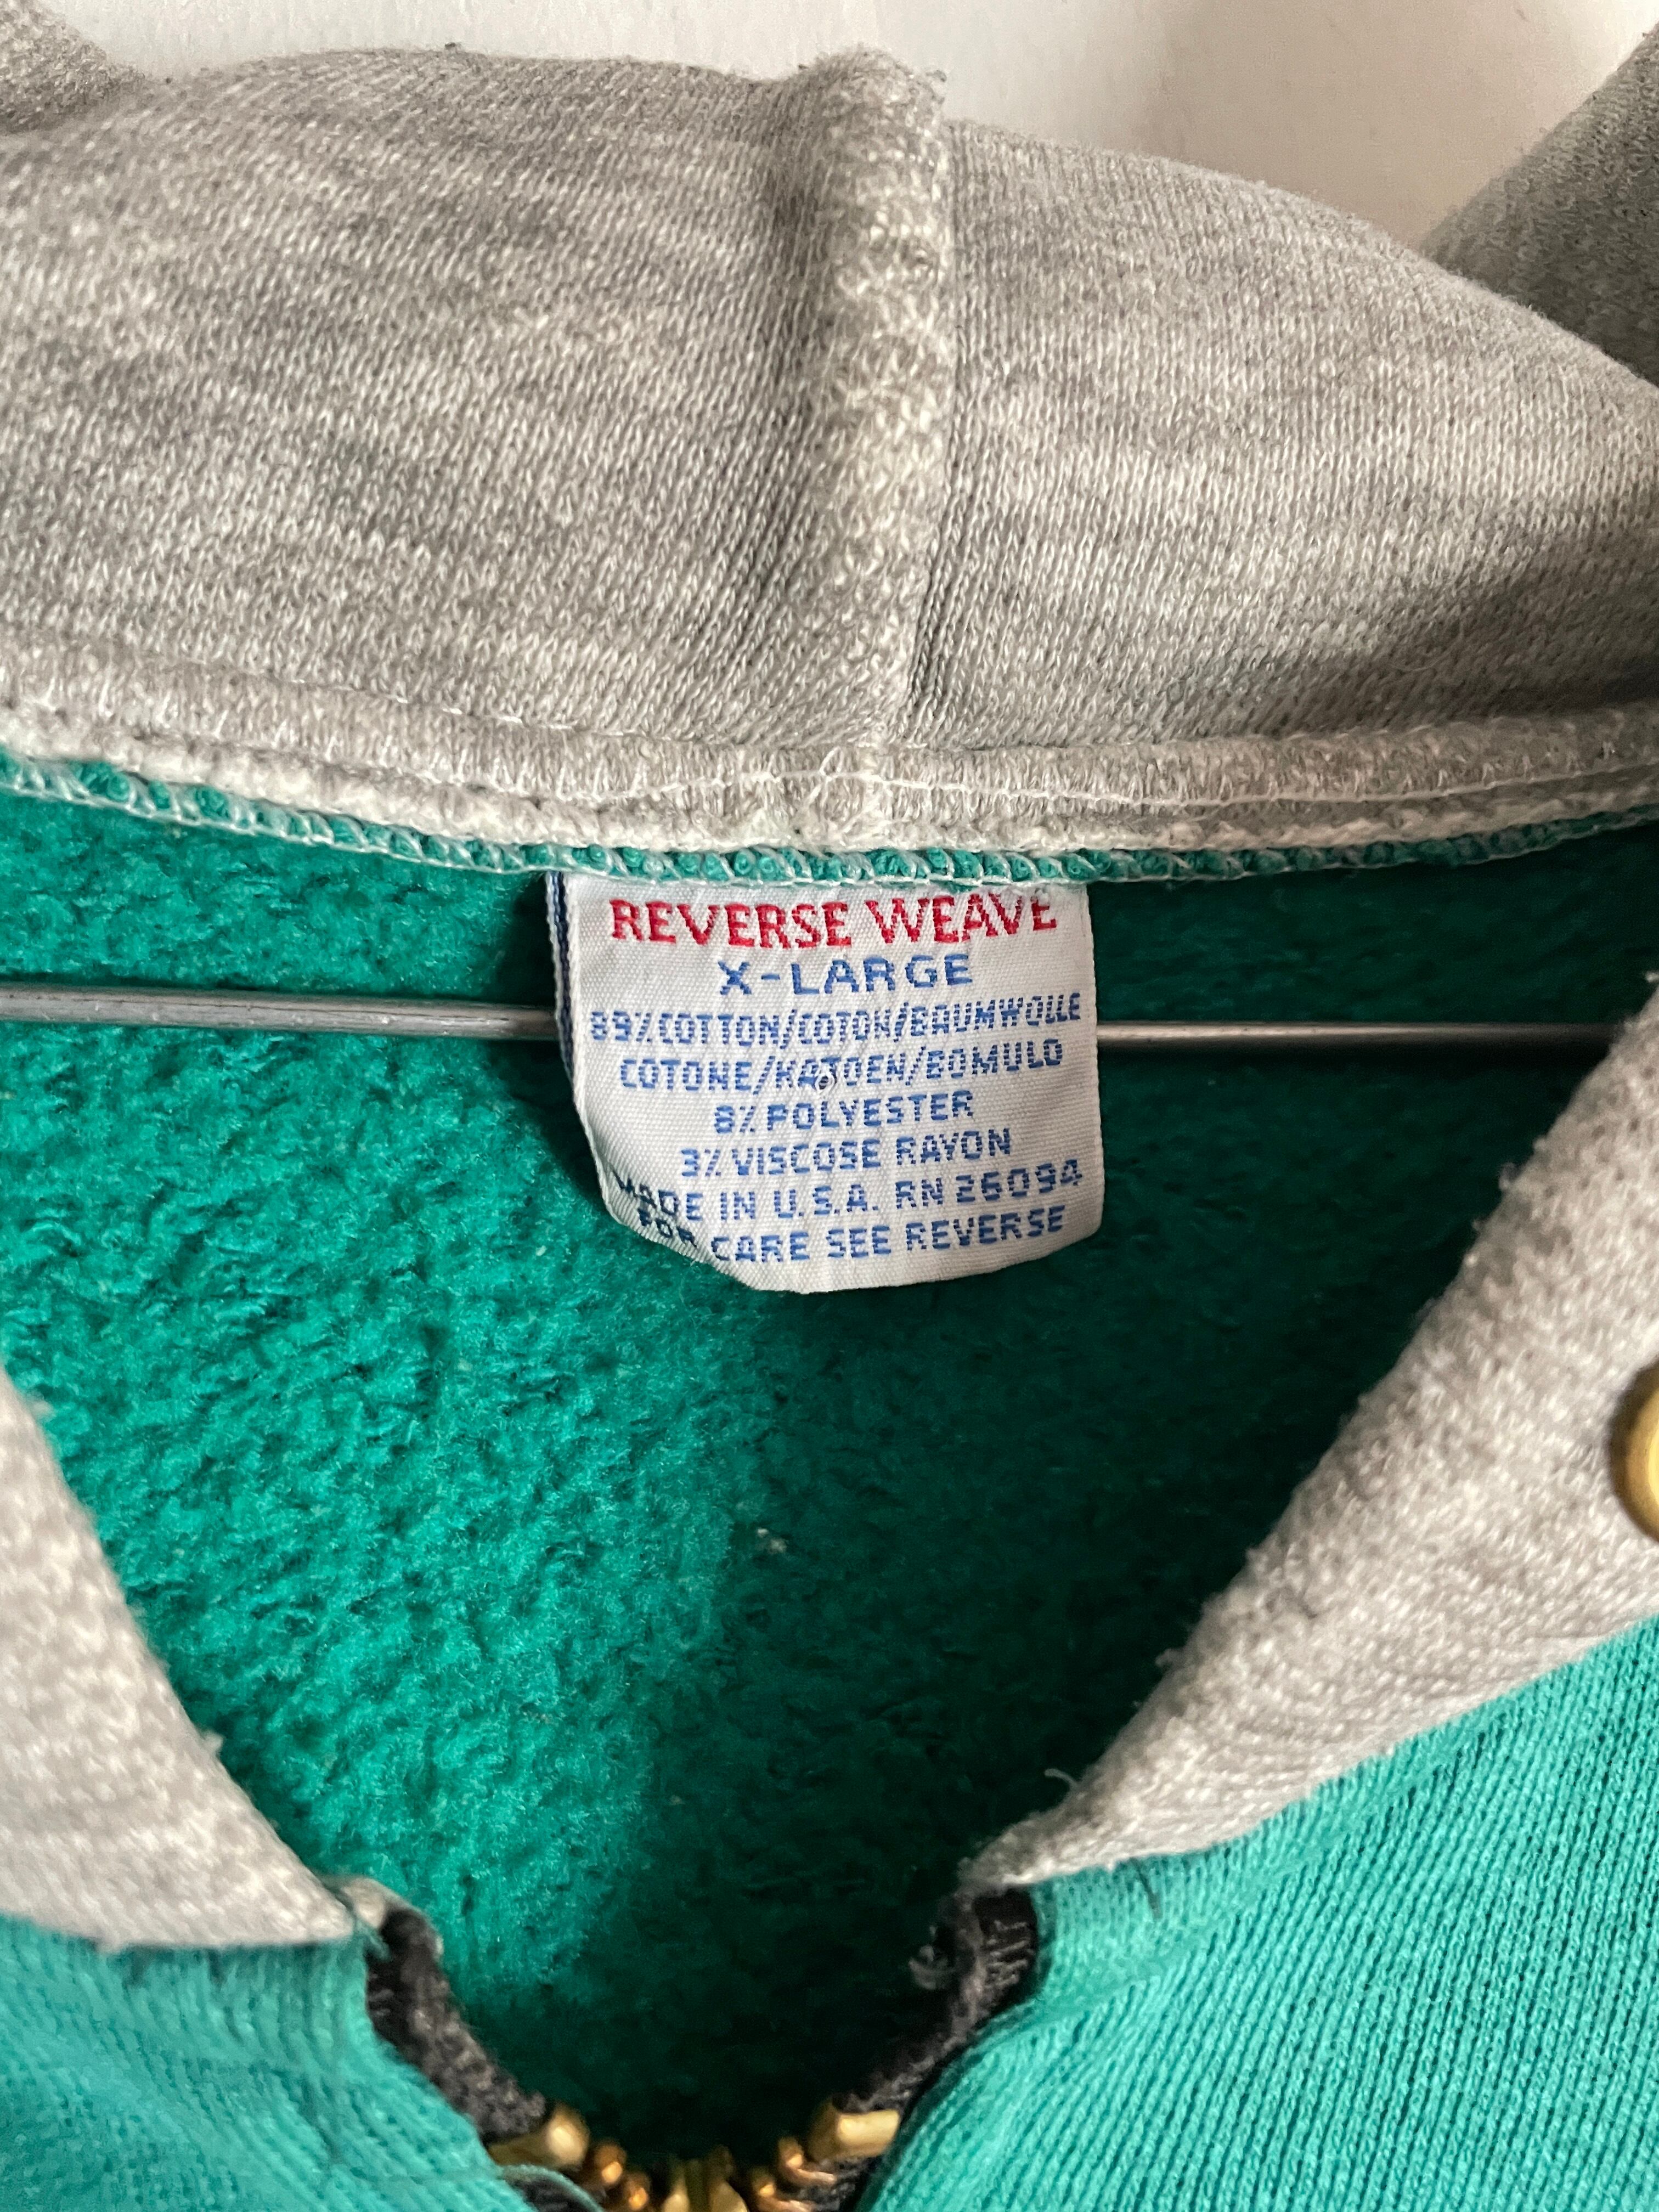 REVERSE WEAVE
X-LARGE
89% COTTON/COTON/BAUMWOLLE
COTONE/KATOEN/BOMULD
8% POLYESTER
3% VISCOSE RAYON
MADE IN U.S.A. RN 26094
FOR CARE SEE REVERSE